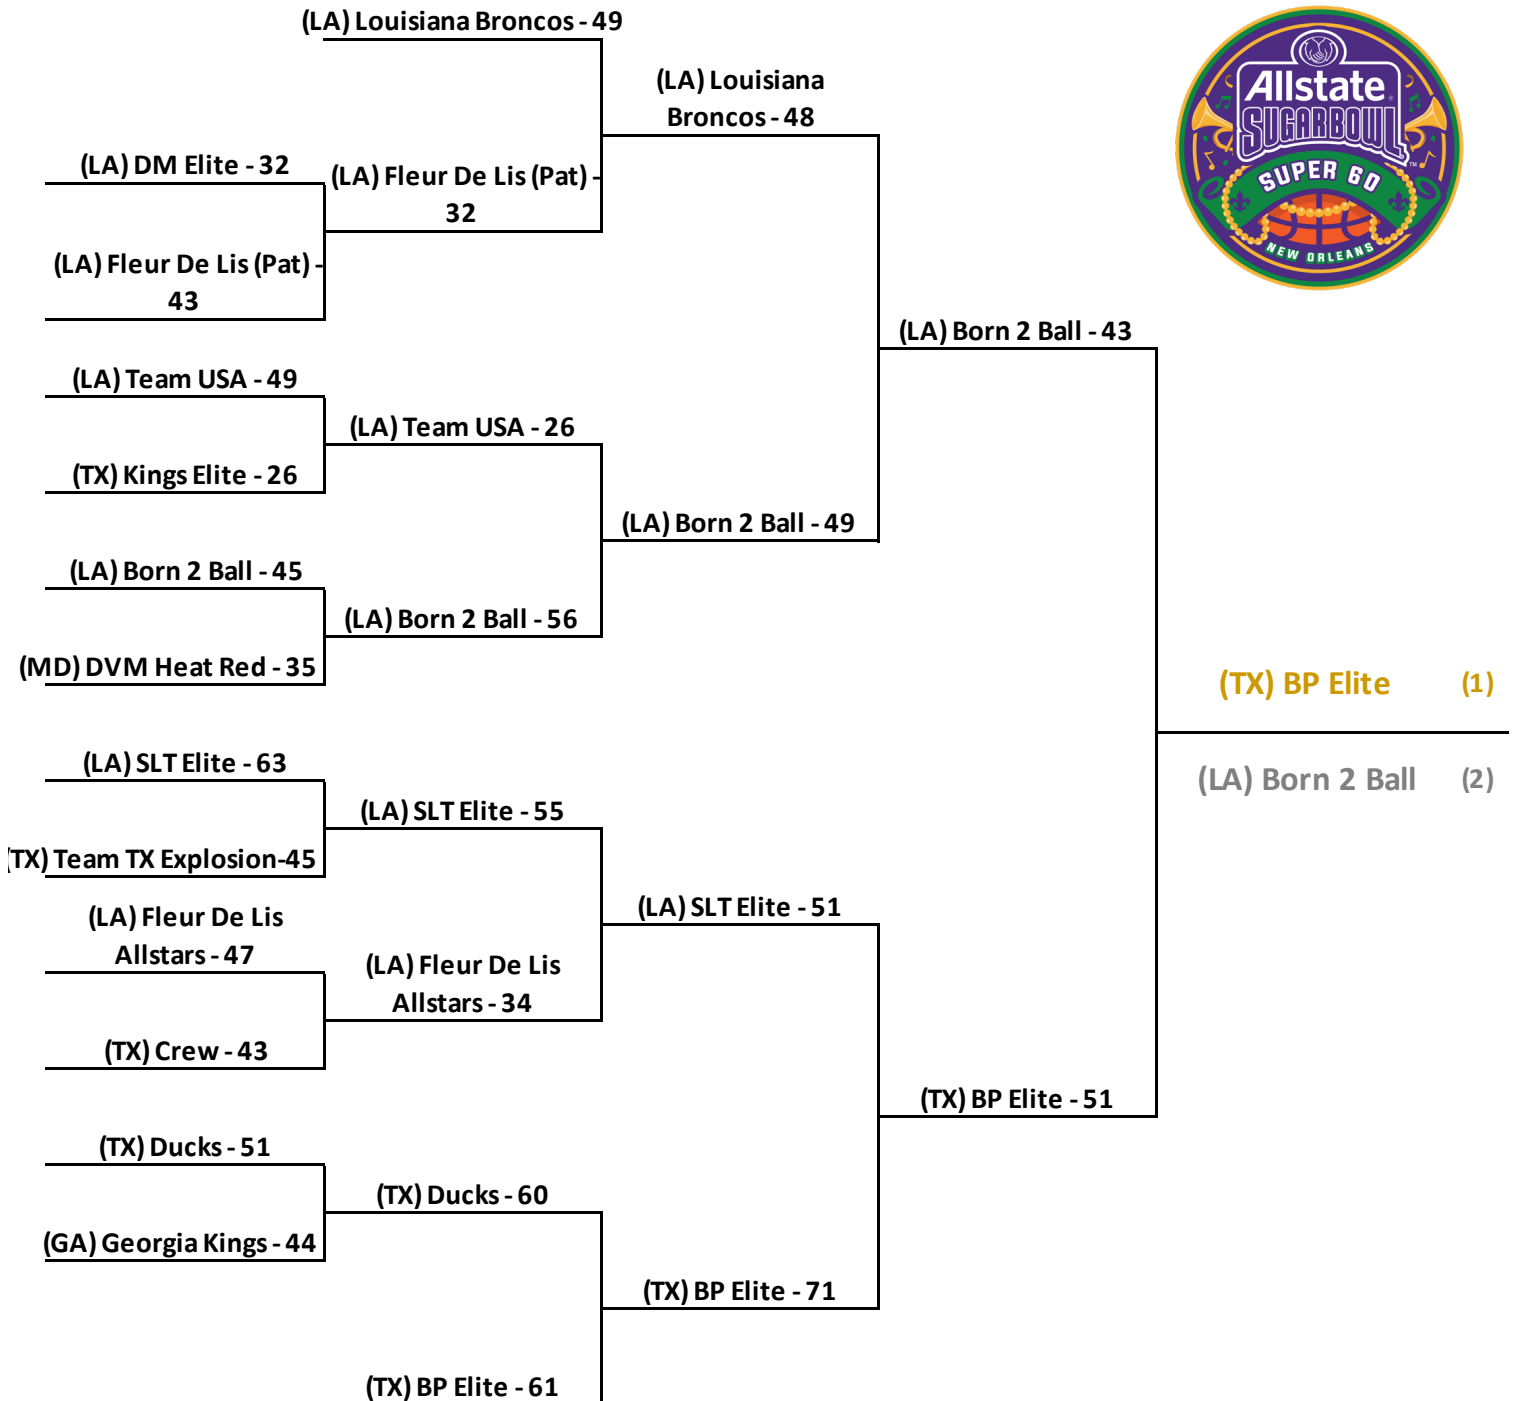 (LA) Louisiana Broncos - 49
(LA) Louisiana
Broncos - 48
Allstate
SUGARBOWL
TM
SUPER 60
NEW ORLEANS
(LA) DM Elite - 32
(LA) Fleur De Lis (Pat) -
32
(LA) Fleur De Lis (Pat) -
43
(LA) Born 2 Ball - 43
(LA) Team USA - 49
(LA) Team USA - 26
(TX) Kings Elite - 26
(LA) Born 2 Ball - 49
(LA) Born 2 Ball - 45
(LA) Born 2 Ball - 56
(MD) DVM Heat Red - 35
(TX) BP Elite (1)
(LA) Born 2 Ball (2)
(LA) SLT Elite - 63
(LA) SLT Elite - 55
(TX) Team TX Explosion-45
(LA) Fleur De Lis
Allstars - 47
(LA) SLT Elite - 51
(LA) Fleur De Lis
Allstars - 34
(TX) Crew - 43
(TX) BP Elite - 51
(TX) Ducks - 51
(TX) Ducks - 60
(GA) Georgia Kings - 44
(TX) BP Elite - 71
(TX) BP Elite - 61